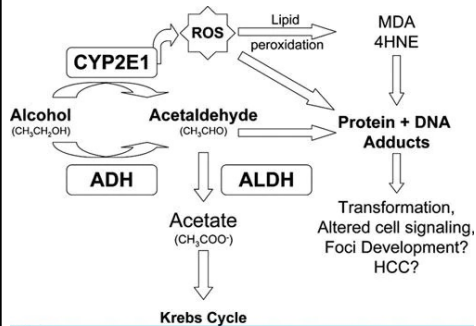 ROS
Lipid
peroxidation
MDA
4HNE
CYP2E1
Alcohol
(CH₃CH₂OH)
Acetaldehyde
(CH₃CHO)
Protein + DNA
Adducts
ADH
ALDH
Acetate
(CH₃COO⁻)
Transformation,
Altered cell signaling,
Foci Development?
HCC?
Krebs Cycle